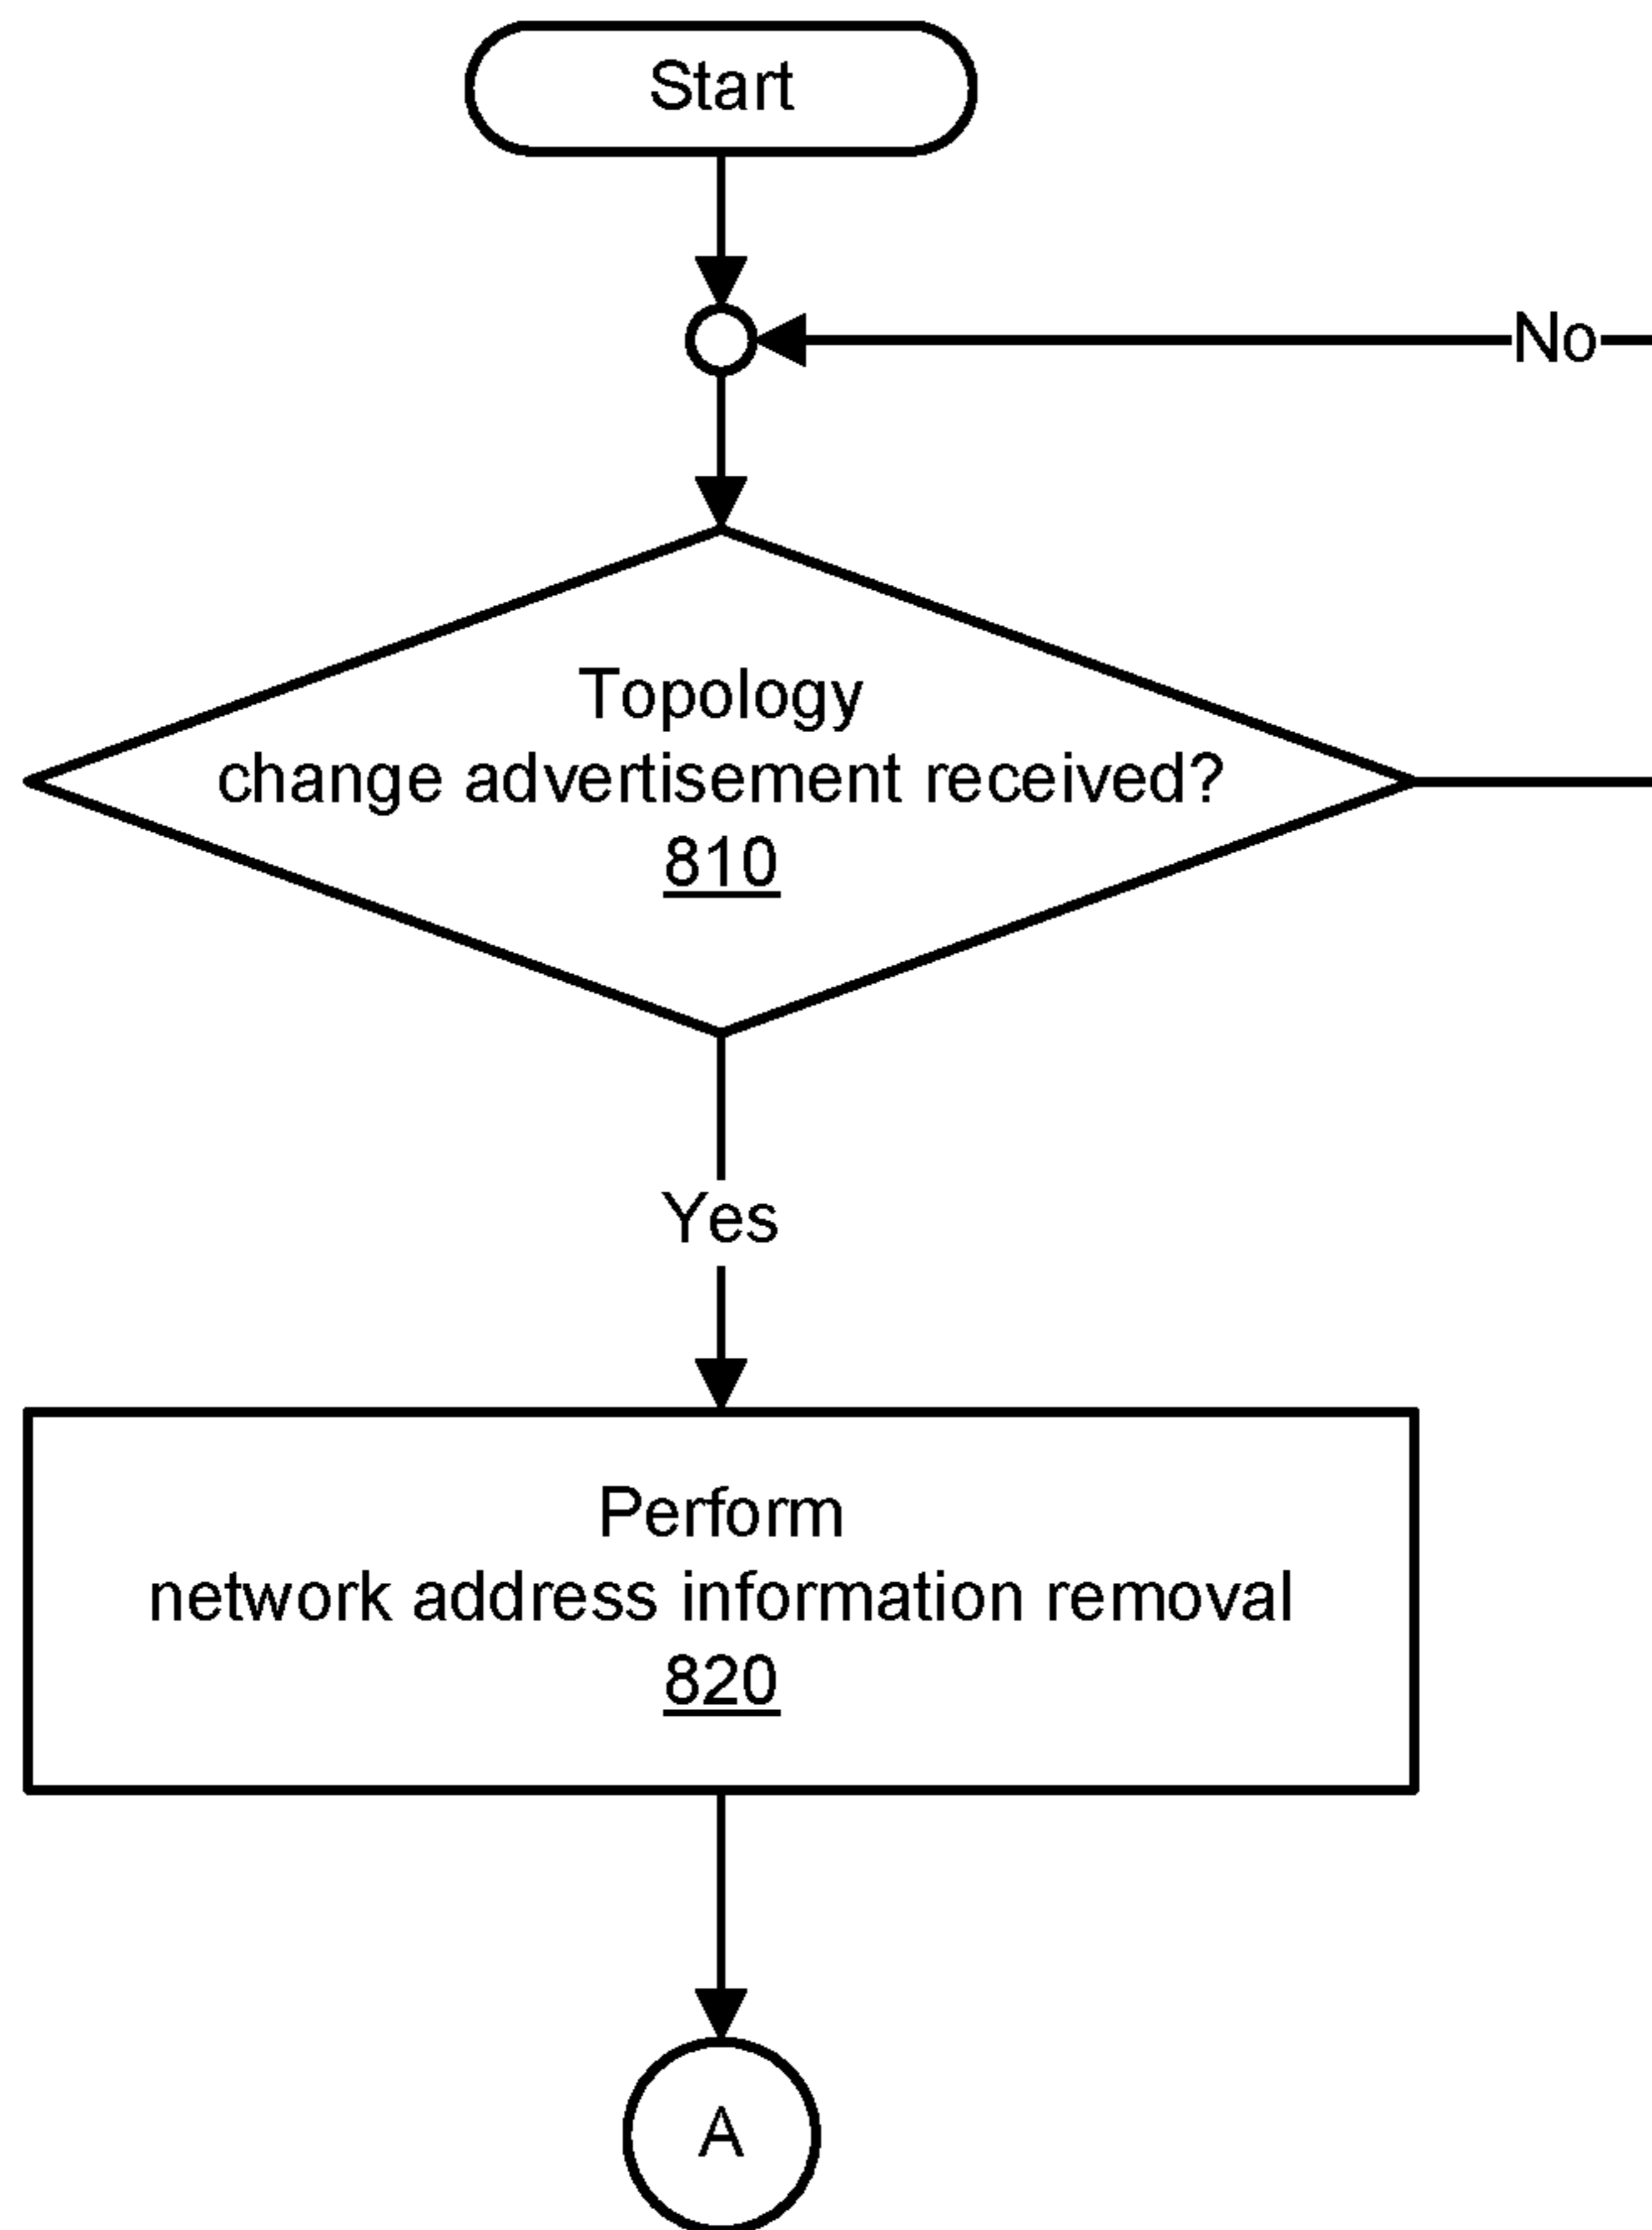 Start
No
Topology
change advertisement received?
810
Yes
Perform
network address information removal
820
A